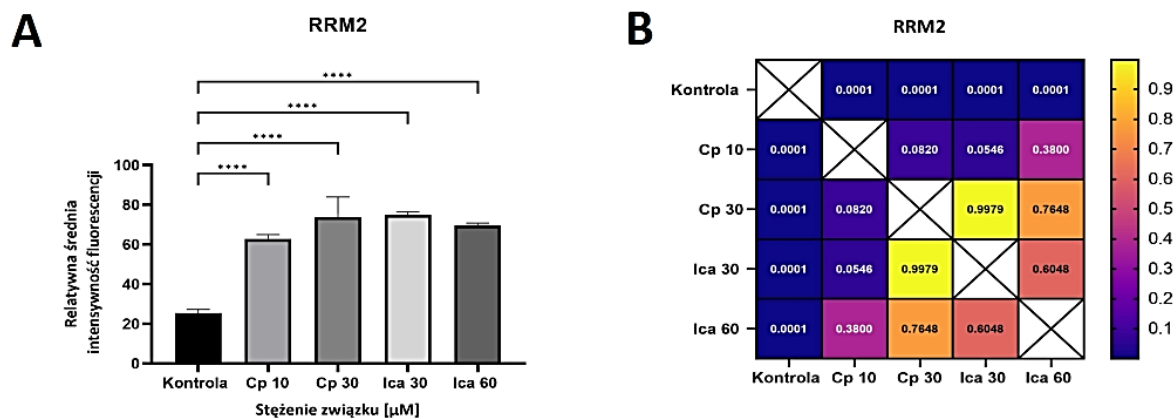 A
RRM2
****
****
****
****
Relatywna średnia
intensywność fluorescencji
100
80
60
40
20
0
Kontrola Cp 10 Cp 30 Ica 30 Ica 60
Stężenie związku [µM]
B
RRM2
Kontrola 0.0001 0.0001 0.0001 0.0001
Cp 10 0.0001 0.0820 0.0546 0.3800
Cp 30 0.0001 0.0820 0.9979 0.7648
Ica 30 0.0001 0.0546 0.9979 0.6048
Ica 60 0.0001 0.3800 0.7648 0.6048
Kontrola Cp 10 Cp 30 Ica 30 Ica 60
0.9
0.8
0.7
0.6
0.5
0.4
0.3
0.2
0.1